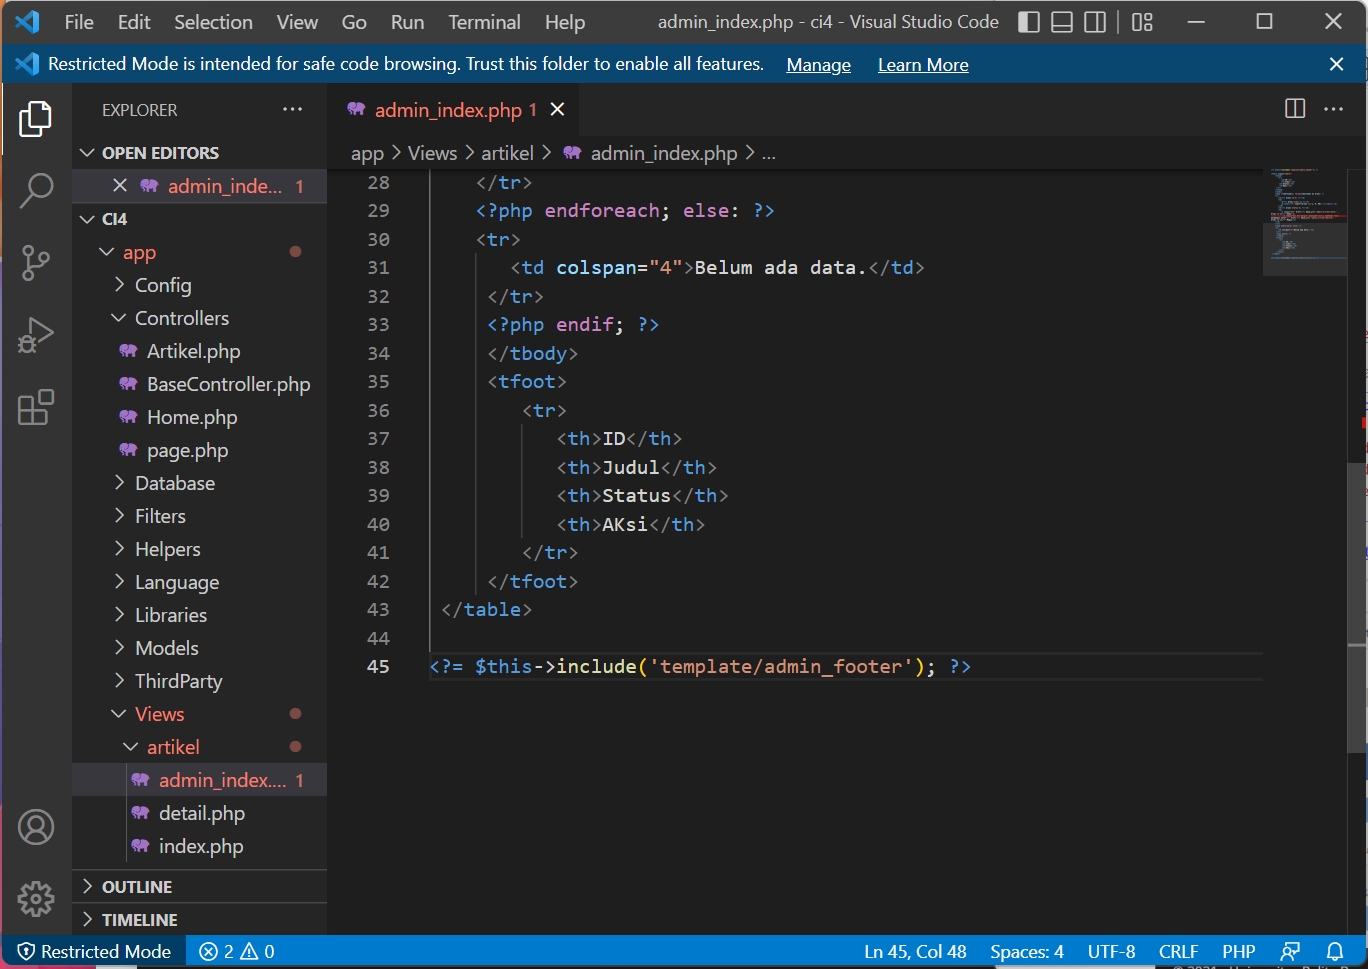 File Edit Selection View Go Run Terminal Help admin_index.php - ci4 - Visual Studio Code
Restricted Mode is intended for safe code browsing. Trust this folder to enable all features. Manage Learn More
EXPLORER
OPEN EDITORS
admin_inde... 1
CI4
app
Config
Controllers
Artikel.php
BaseController.php
Home.php
page.php
Database
Filters
Helpers
Language
Libraries
Models
ThirdParty
Views
artikel
admin_index.... 1
detail.php
index.php
OUTLINE
TIMELINE
admin_index.php 1
app > Views > artikel > admin_index.php > ...
28 </tr>
29 <?php endforeach; else: ?>
30 <tr>
31 <td colspan="4">Belum ada data.</td>
32 </tr>
33 <?php endif; ?>
34 </tbody>
35 <tfoot>
36 <tr>
37 <th>ID</th>
38 <th>Judul</th>
39 <th>Status</th>
40 <th>AKsi</th>
41 </tr>
42 </tfoot>
43 </table>
44
45 <?= $this->include('template/admin_footer'); ?>
Restricted Mode 2 0 Ln 45, Col 48 Spaces: 4 UTF-8 CRLF PHP